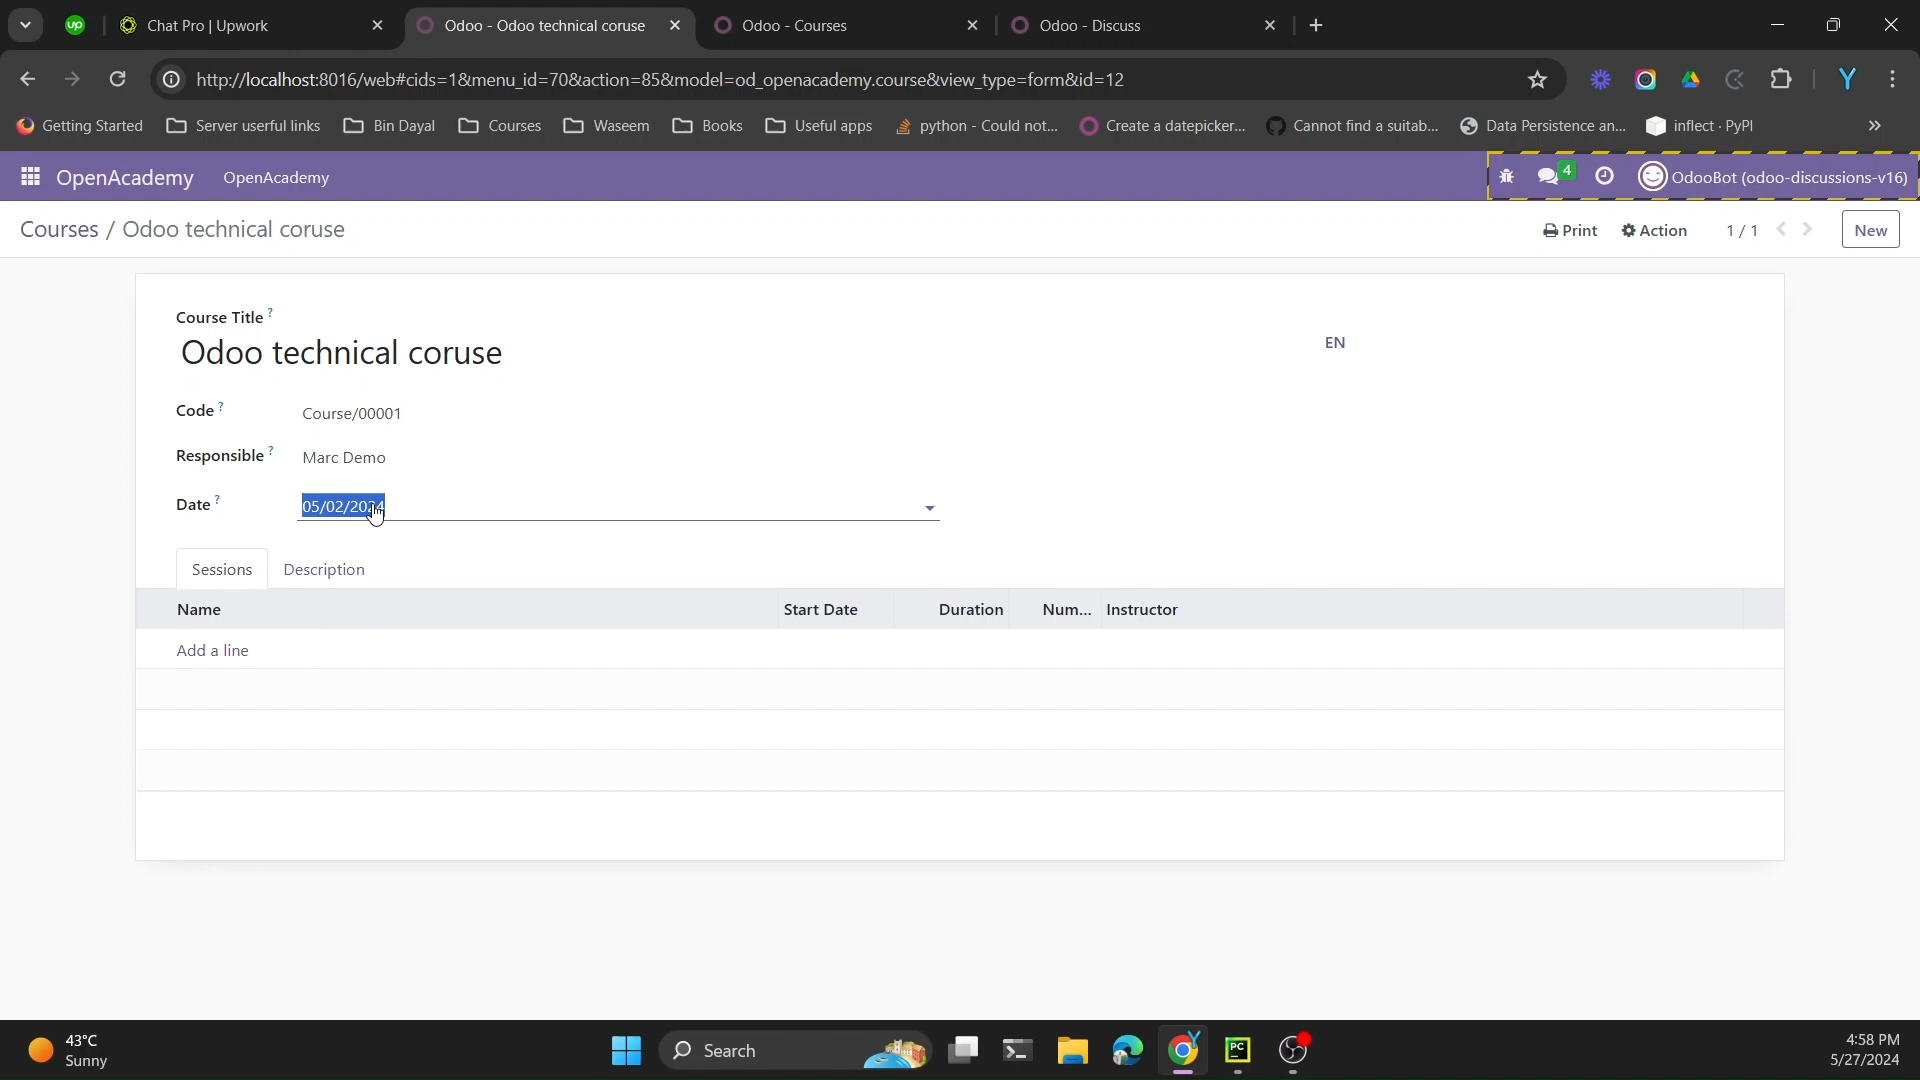 up
Chat Pro | Upwork
Odoo - Odoo technical coruse
Odoo - Courses
Odoo - Discuss
http://localhost:8016/web#cids=1&menu_id=70&action=85&model=od_openacademy.course&view_type=form&id=12
Y
Getting Started
Server userful links
Bin Dayal
Courses
Waseem
Books
Useful apps
python - Could not...
Create a datepicker...
Cannot find a suitab...
Data Persistence an...
inflect · PyPI
»
OpenAcademy
OpenAcademy
4
OdooBot (odoo-discussions-v16)
Courses / Odoo technical coruse
Print
Action
1 / 1
New
Course Title ?
Odoo technical coruse
EN
Code ?
Course/00001
Responsible ?
Marc Demo
Date ?
05/02/2024
Sessions
Description
Name
Start Date
Duration
Num...
Instructor
Add a line
43°C
Sunny
Search
Y
PC
4:58 PM
5/27/2024